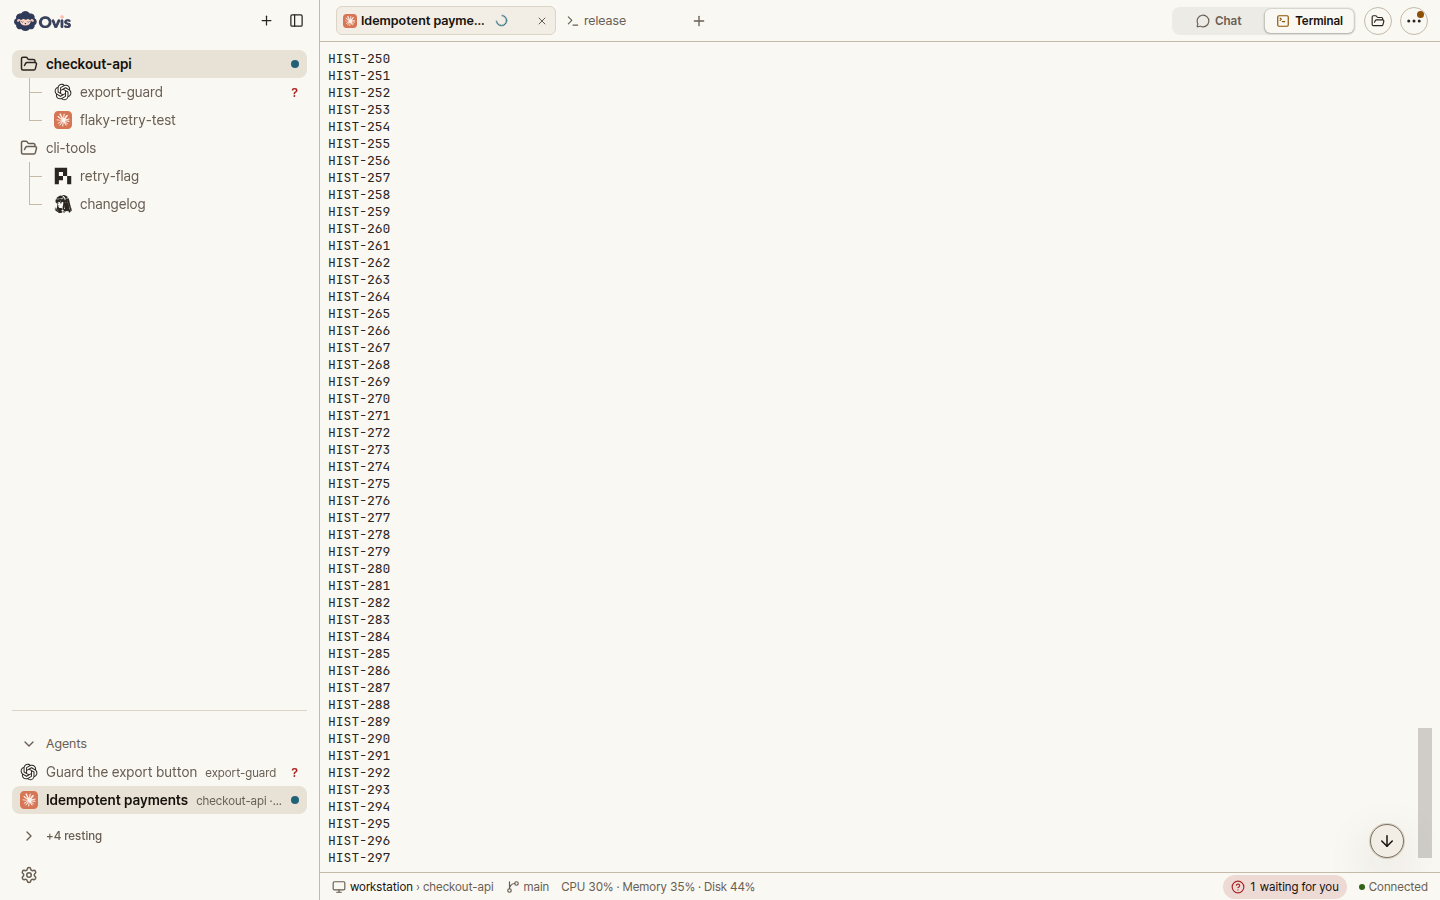 Ovis
checkout-api
export-guard ?
flaky-retry-test
cli-tools
retry-flag
changelog
Agents
Guard the export button export-guard ?
Idempotent payments checkout-api ·...
+4 resting
Idempotent payme...
release
Chat
Terminal
HIST-250
HIST-251
HIST-252
HIST-253
HIST-254
HIST-255
HIST-256
HIST-257
HIST-258
HIST-259
HIST-260
HIST-261
HIST-262
HIST-263
HIST-264
HIST-265
HIST-266
HIST-267
HIST-268
HIST-269
HIST-270
HIST-271
HIST-272
HIST-273
HIST-274
HIST-275
HIST-276
HIST-277
HIST-278
HIST-279
HIST-280
HIST-281
HIST-282
HIST-283
HIST-284
HIST-285
HIST-286
HIST-287
HIST-288
HIST-289
HIST-290
HIST-291
HIST-292
HIST-293
HIST-294
HIST-295
HIST-296
HIST-297
workstation › checkout-api main CPU 30% · Memory 35% · Disk 44%
1 waiting for you
Connected